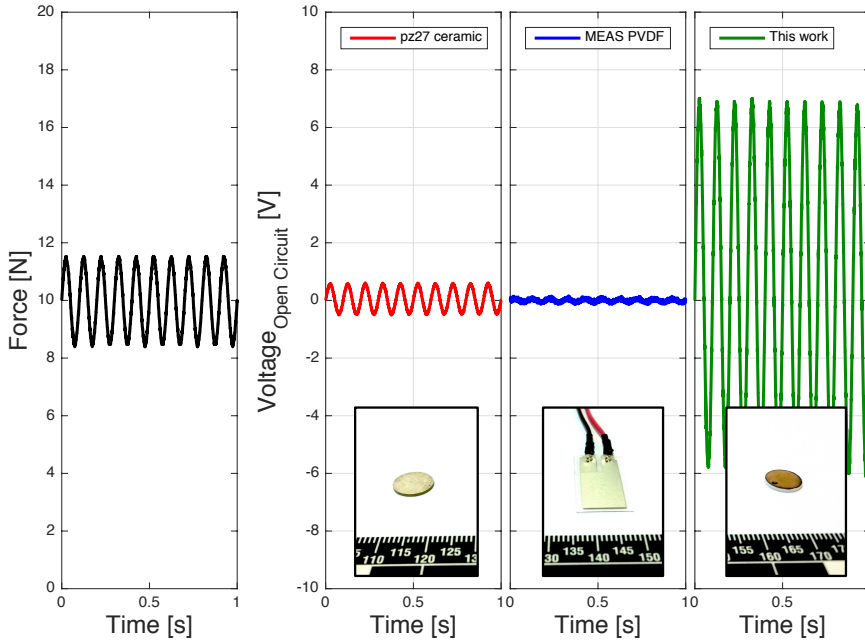 Force [N]
20
18
16
14
12
10
8
6
4
2
0
0 0.5 1
Time [s]
Voltage Open Circuit [V]
10
8
6
4
2
0
-2
-4
-6
-8
-10
pz27 ceramic
110 115 120 125
0 0.5 1
Time [s]
MEAS PVDF
130 135 140 145 150
0 0.5 1
Time [s]
This work
155 160 165 170
0 0.5
Time [s]